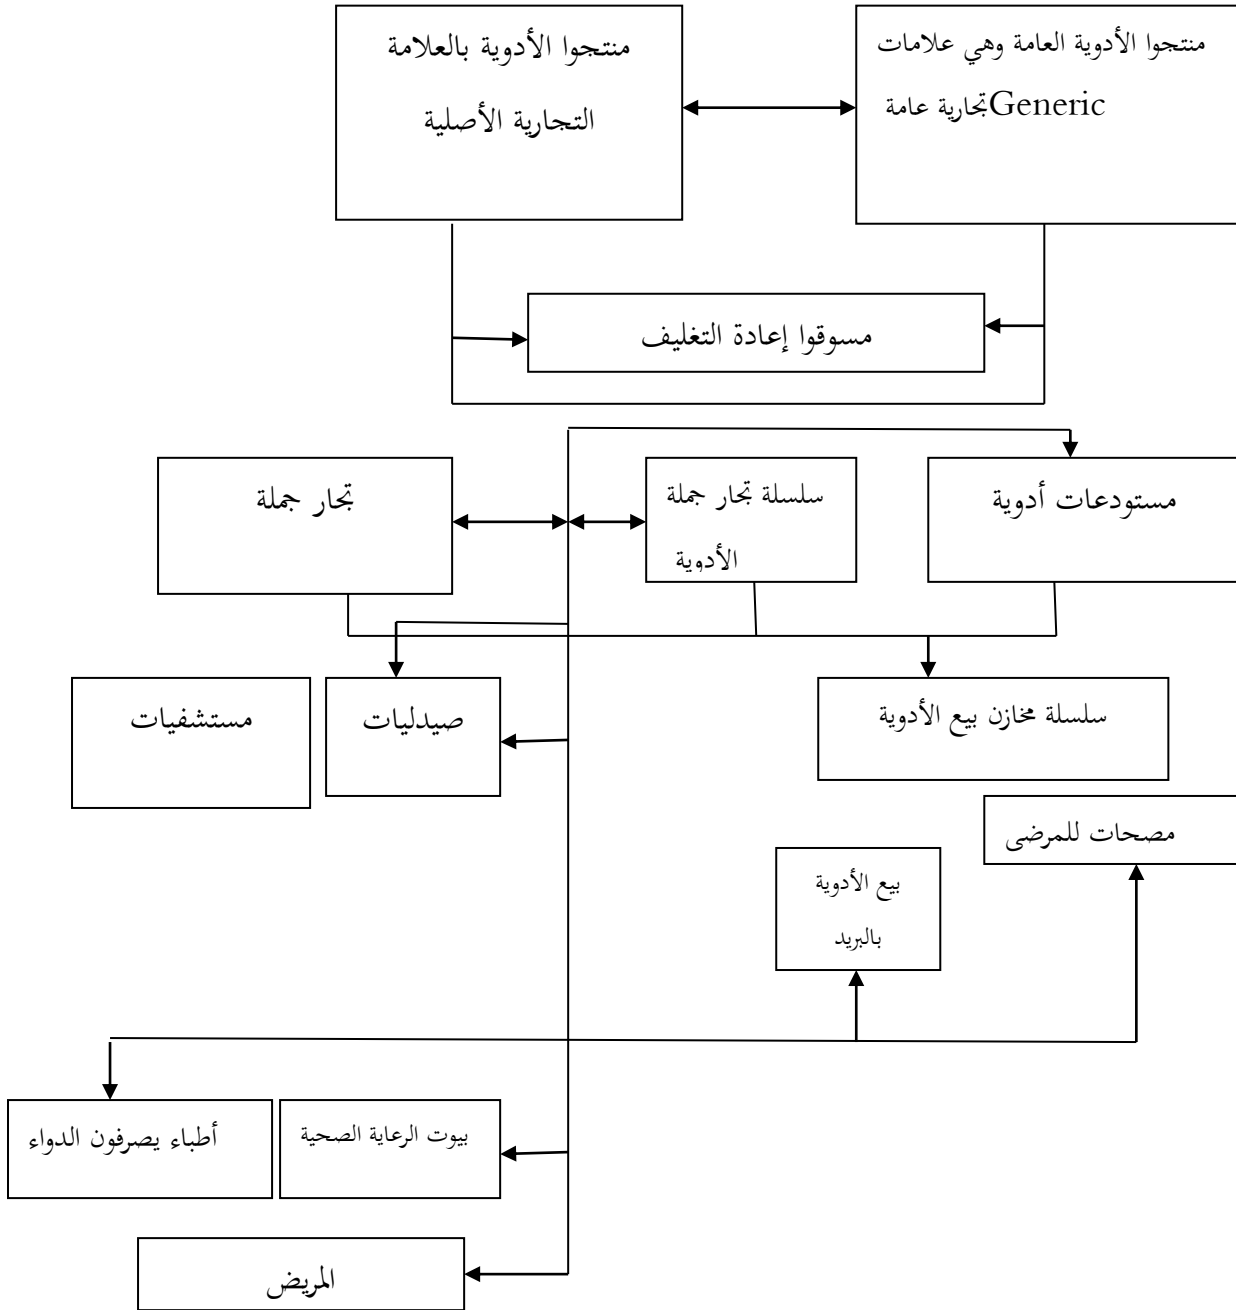 منتجوا الأدوية العامة وهي علامات
تجارية عامة Generic
منتجوا الأدوية بالعلامة
التجارية الأصلية
مسوقوا إعادة التغليف
مستودعات أدوية
سلسلة تجار جملة
الأدوية
تجار جملة
سلسلة مخازن بيع الأدوية
صيدليات
مستشفيات
مصحات للمرضى
بيع الأدوية
بالبريد
بيوت الرعاية الصحية
أطباء يصرفون الدواء
المريض